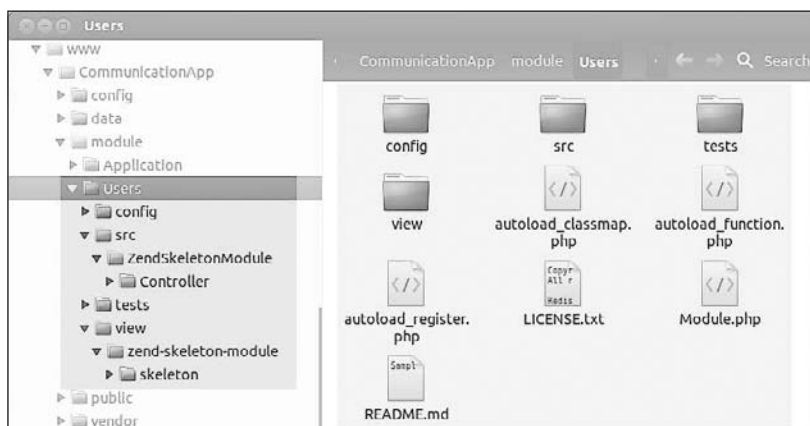 Users
www
CommunicationApp
config
data
module
Application
Users
config
src
ZendSkeletonModule
Controller
tests
view
zend-skeleton-module
skeleton
public
vendor
CommunicationApp module Users Search
config src tests
view autoload_classmap.php autoload_function.php
autoload_register.php LICENSE.txt Module.php
README.md